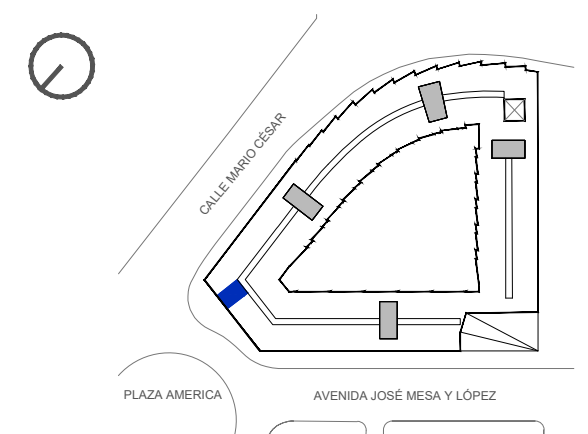 CALLE MARIO CÉSAR
PLAZA AMERICA
AVENIDA JOSÉ MESA Y LÓPEZ